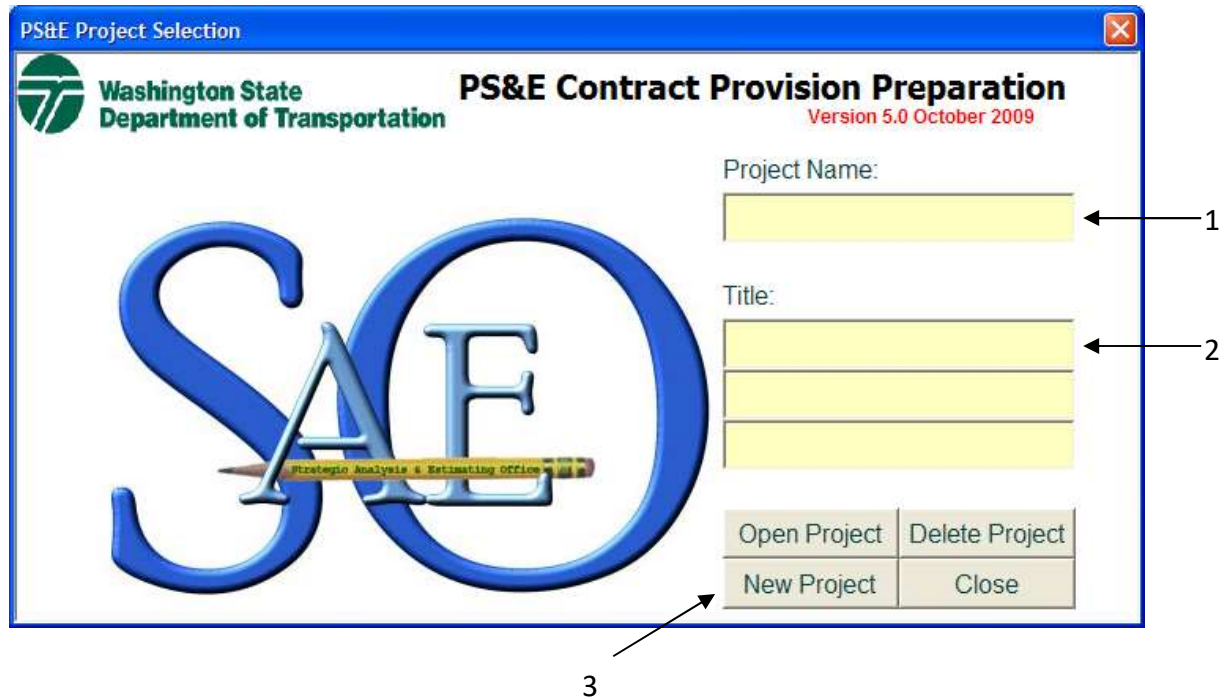 PS&E Project Selection
Washington State
Department of Transportation
PS&E Contract Provision Preparation
Version 5.0 October 2009
Project Name:
1
Title:
2
SAEO
Strategic Analysis & Estimating Office
Open Project
Delete Project
New Project
Close
3